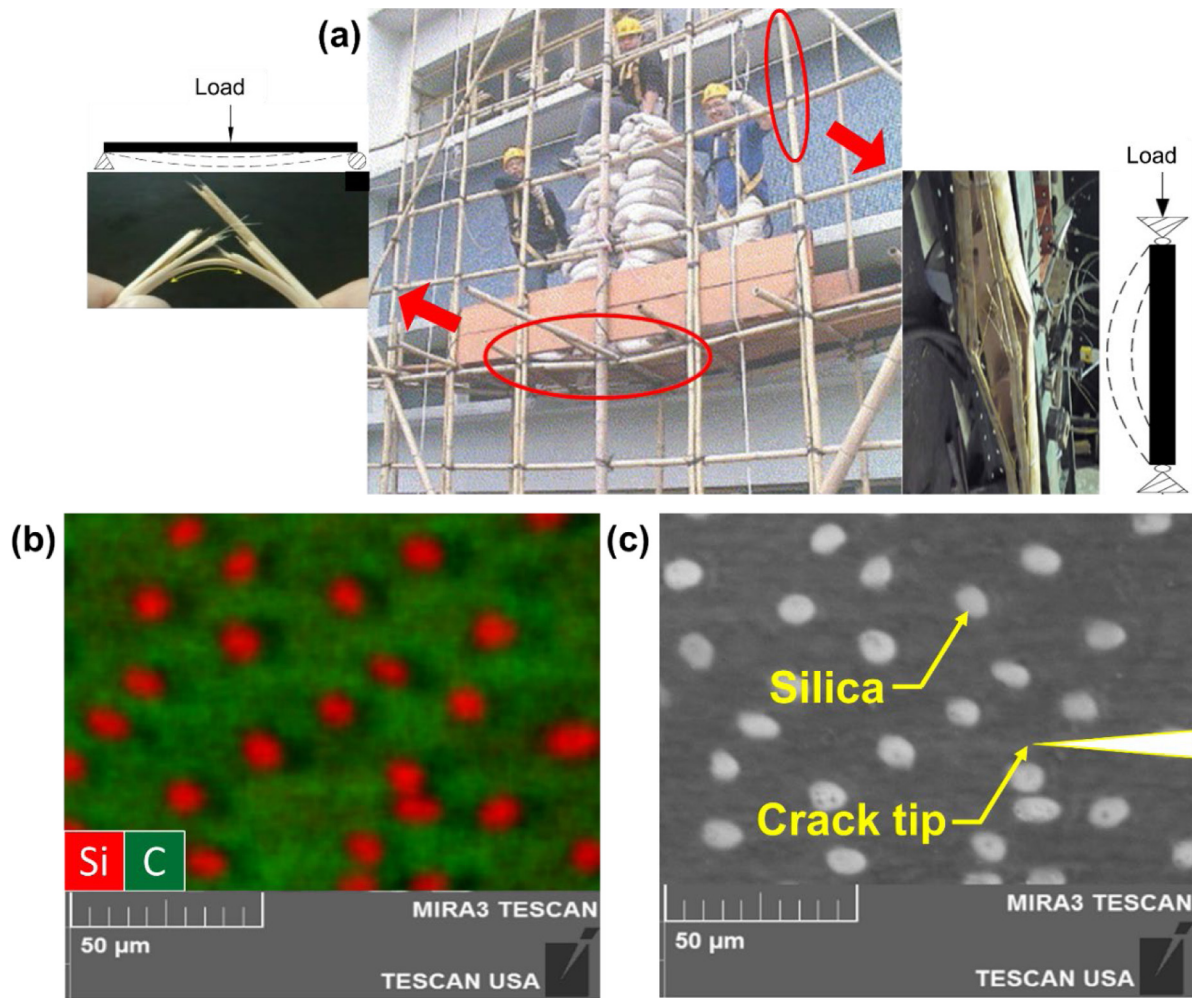 (a)
Load
Load
(b)
(c)
Silica
Crack tip
Si C
MIRA3 TESCAN
50 µm
TESCAN USA
MIRA3 TESCAN
50 µm
TESCAN USA